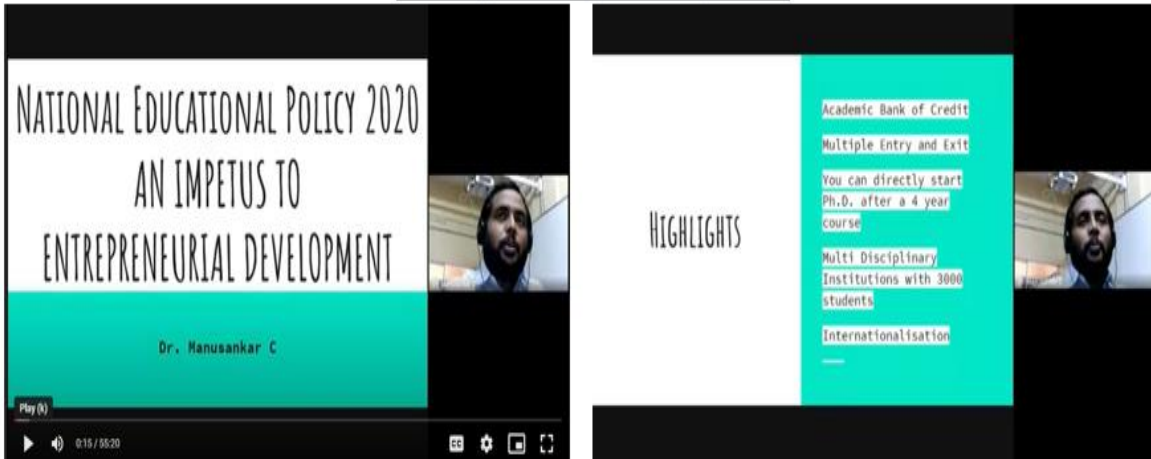 NATIONAL EDUCATIONAL POLICY 2020
AN IMPETUS TO
ENTREPRENEURIAL DEVELOPMENT
Dr. Manusankar C
Play (k)
0:15 / 55:20
CC
HIGHLIGHTS
Academic Bank of Credit
Multiple Entry and Exit
You can directly start
Ph.D. after a 4 year
course
Multi Disciplinary
Institutions with 3000
students
Internationalisation